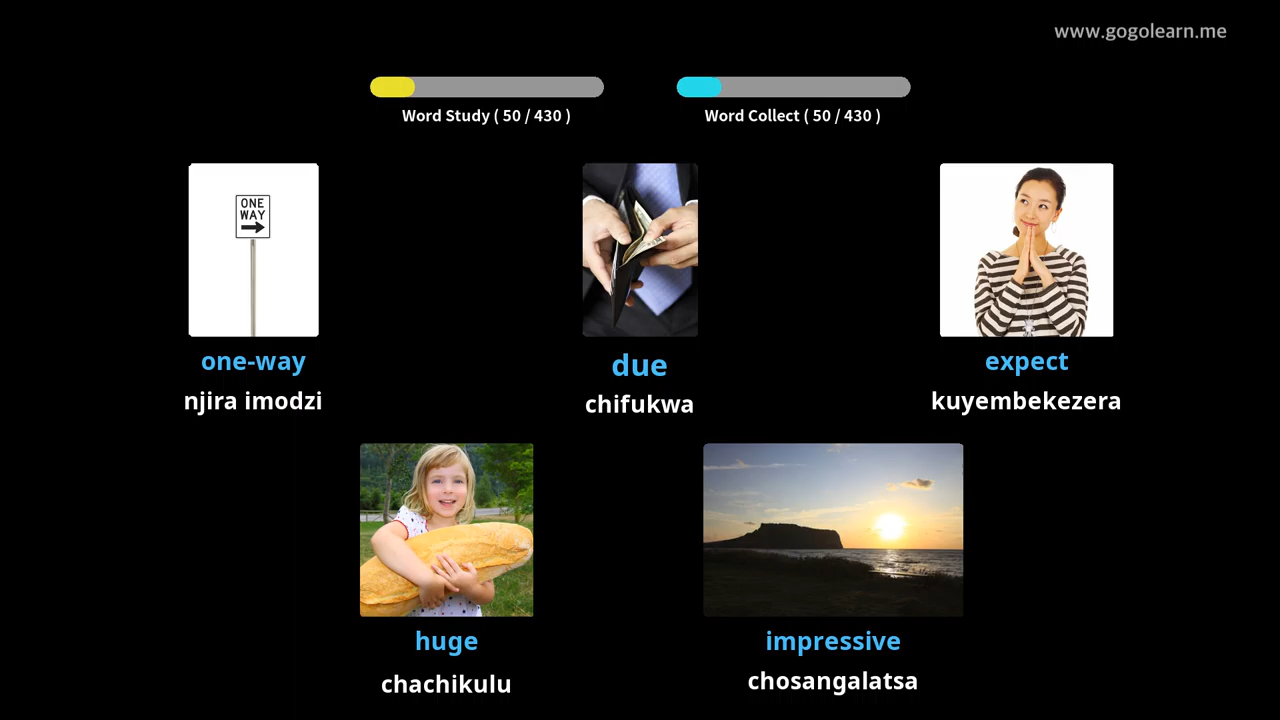 www.gogolearn.me
Word Study ( 50 / 430 )
Word Collect ( 50 / 430 )
ONE
WAY
one-way
njira imodzi
due
chifukwa
expect
kuyembekezera
huge
chachikulu
impressive
chosangalatsa